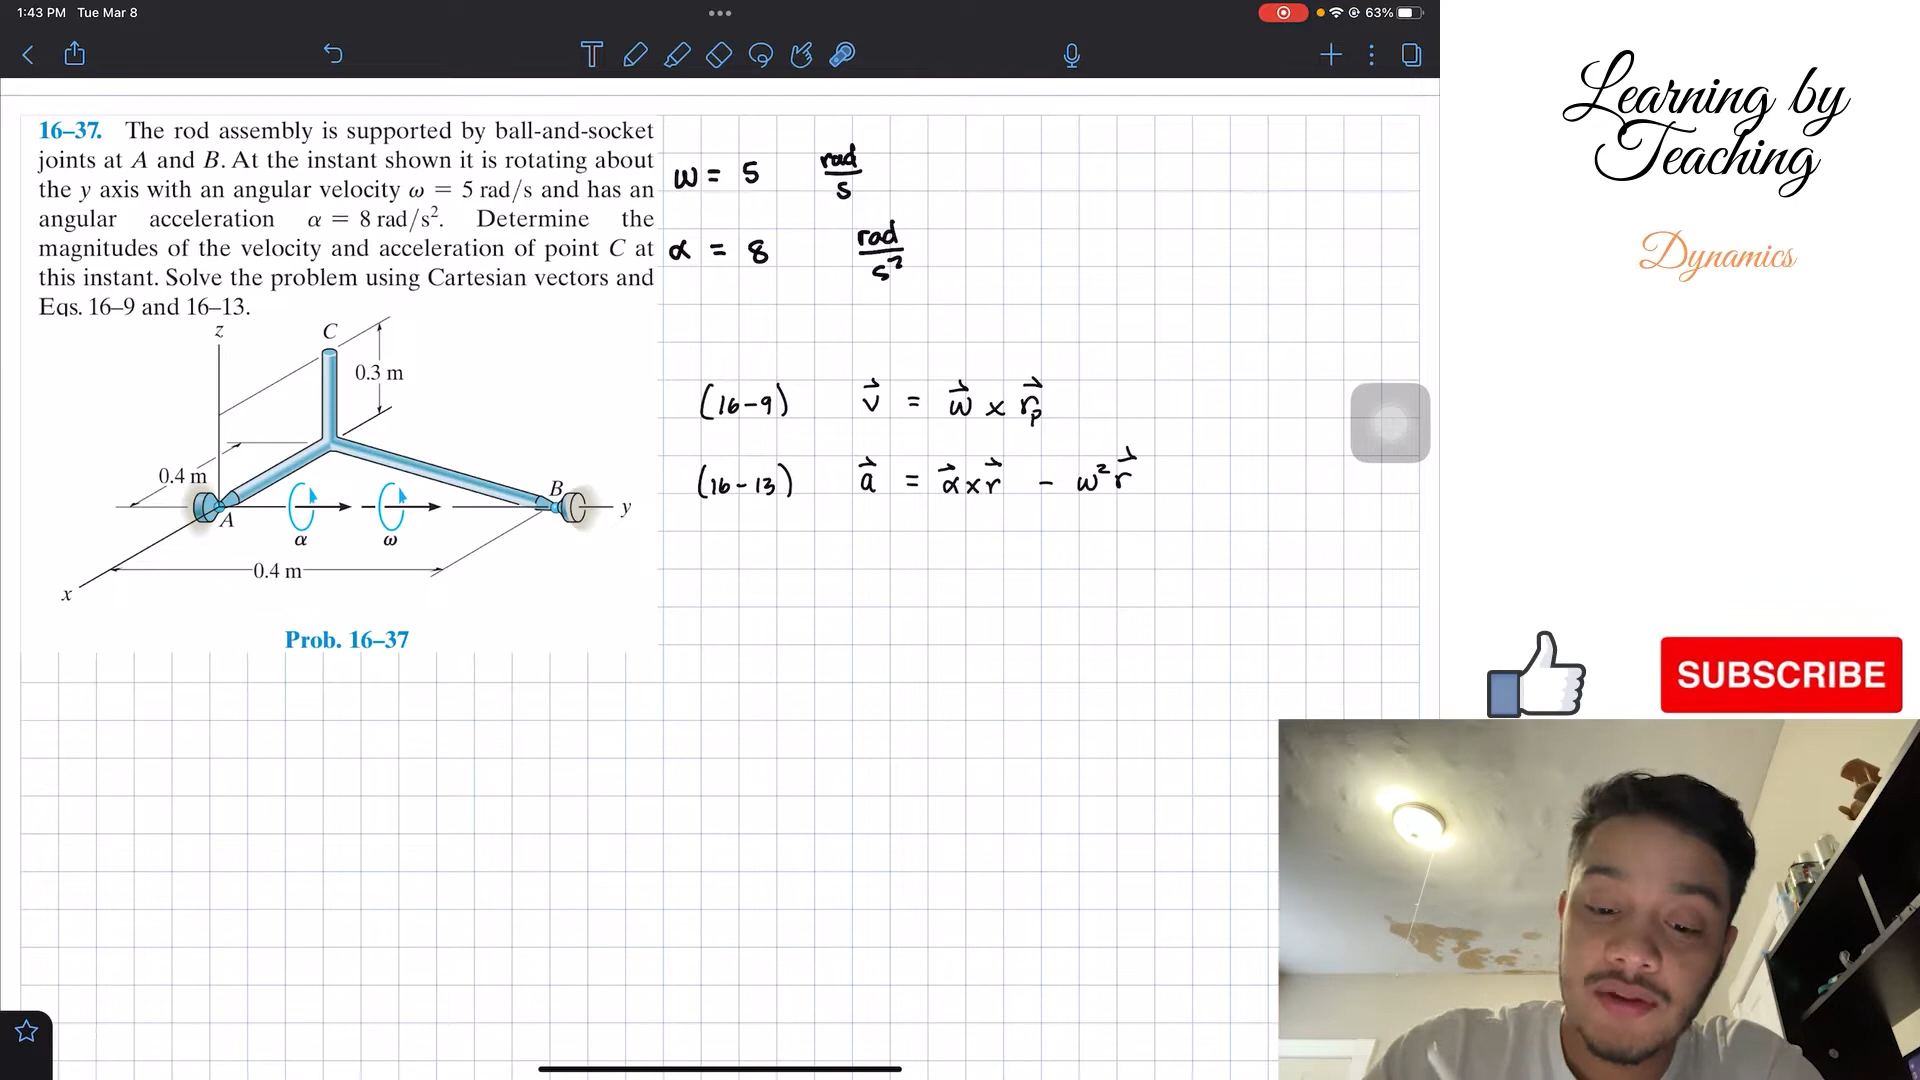 1:43 PM Tue Mar 8
63%
T
16–37. The rod assembly is supported by ball-and-socket
joints at A and B. At the instant shown it is rotating about
the y axis with an angular velocity ω = 5 rad/s and has an
angular acceleration α = 8 rad/s². Determine the
magnitudes of the velocity and acceleration of point C at
this instant. Solve the problem using Cartesian vectors and
Eqs. 16–9 and 16–13.
z
C
0.3 m
0.4 m
A
B
y
α
ω
0.4 m
x
Prob. 16–37
ω = 5 rad/s
α = 8 rad/s²
(16-9) v⃗ = ω⃗ × r⃗ₚ
(16-13) a⃗ = α⃗ × r⃗ - ω² r⃗
Learning by
Teaching
Dynamics
SUBSCRIBE